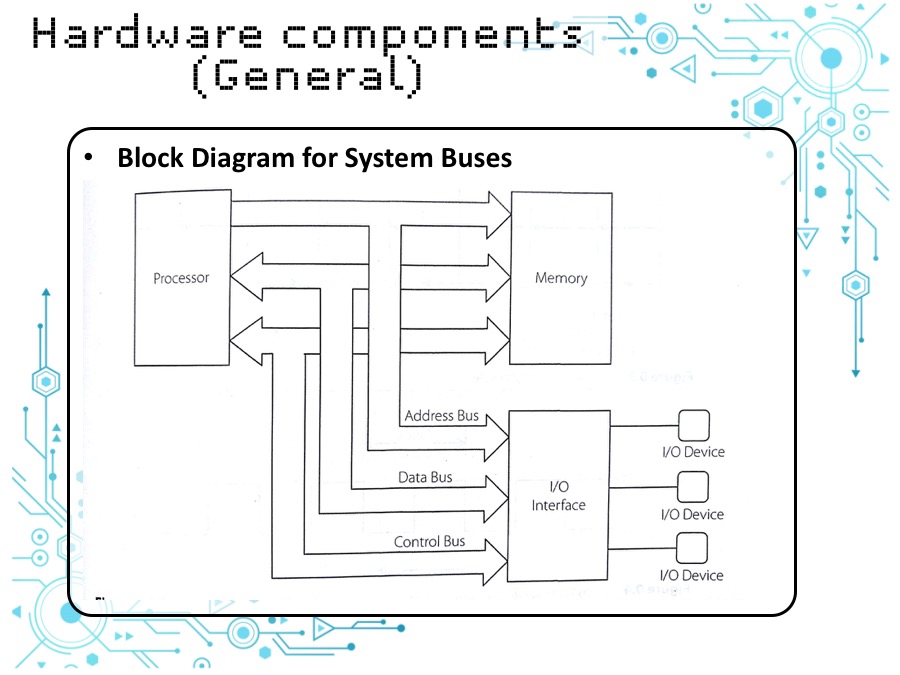 Hardware components
(General)
• Block Diagram for System Buses
Processor
Memory
Address Bus
I/O Device
Data Bus
I/O
Interface
I/O Device
Control Bus
I/O Device